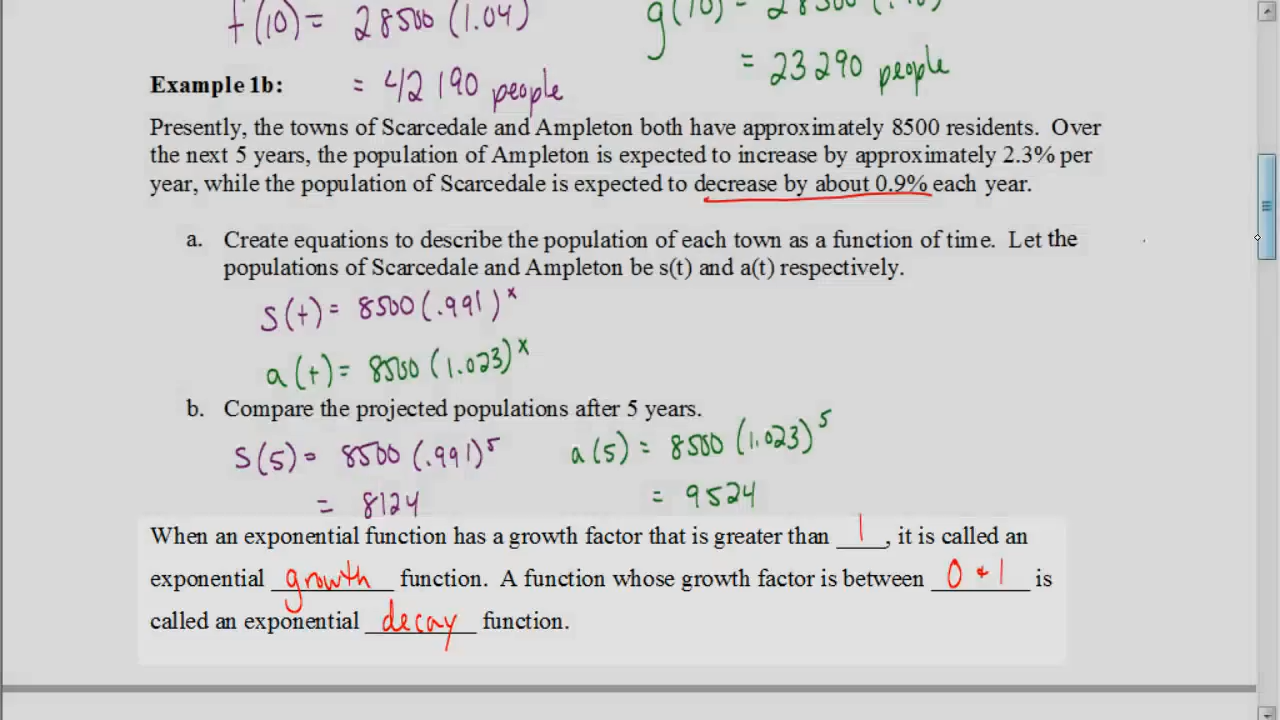 f(10) = 28500 (1.04)
g(10) = 28500
= 42190 people
= 23290 people
Example 1b:
Presently, the towns of Scarcedale and Ampleton both have approximately 8500 residents. Over
the next 5 years, the population of Ampleton is expected to increase by approximately 2.3% per
year, while the population of Scarcedale is expected to decrease by about 0.9% each year.
a. Create equations to describe the population of each town as a function of time. Let the
populations of Scarcedale and Ampleton be s(t) and a(t) respectively.
s(t) = 8500 (.991)^x
a(t) = 8500 (1.023)^x
b. Compare the projected populations after 5 years.
s(5) = 8500 (.991)^5
a(5) = 8500 (1.023)^5
= 8124
= 9524
When an exponential function has a growth factor that is greater than 1, it is called an
exponential growth function. A function whose growth factor is between 0 + 1 is
called an exponential decay function.